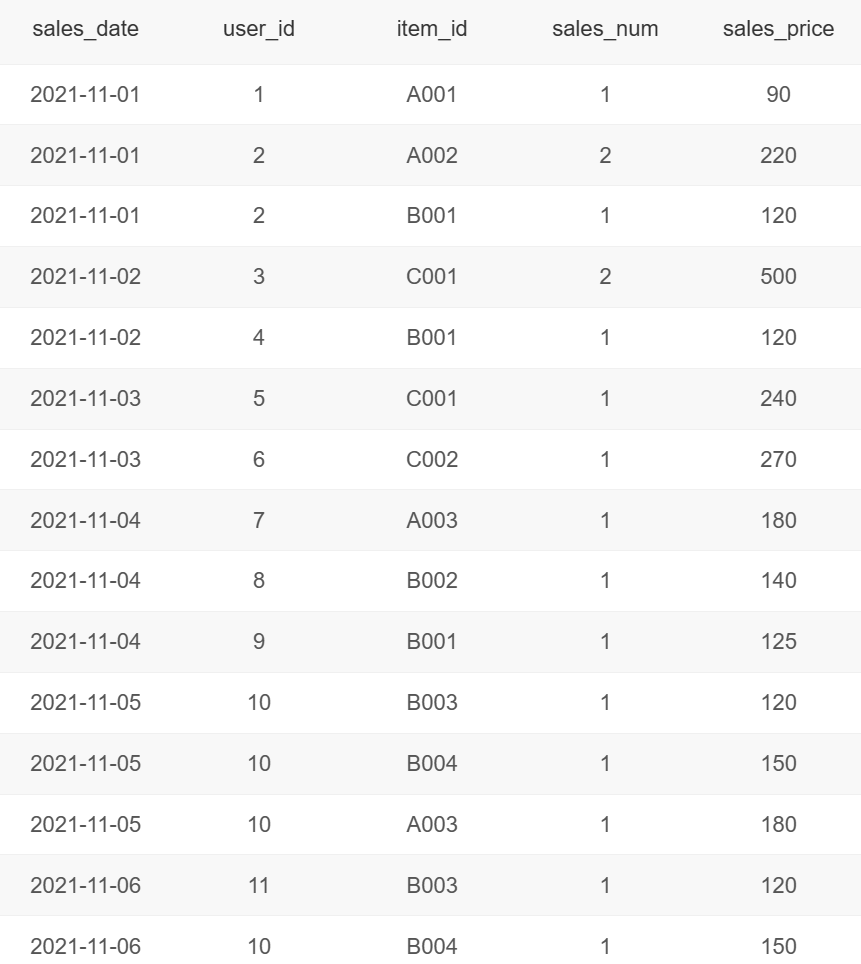 sales_date user_id item_id sales_num sales_price
2021-11-01 1 A001 1 90
2021-11-01 2 A002 2 220
2021-11-01 2 B001 1 120
2021-11-02 3 C001 2 500
2021-11-02 4 B001 1 120
2021-11-03 5 C001 1 240
2021-11-03 6 C002 1 270
2021-11-04 7 A003 1 180
2021-11-04 8 B002 1 140
2021-11-04 9 B001 1 125
2021-11-05 10 B003 1 120
2021-11-05 10 B004 1 150
2021-11-05 10 A003 1 180
2021-11-06 11 B003 1 120
2021-11-06 10 B004 1 150